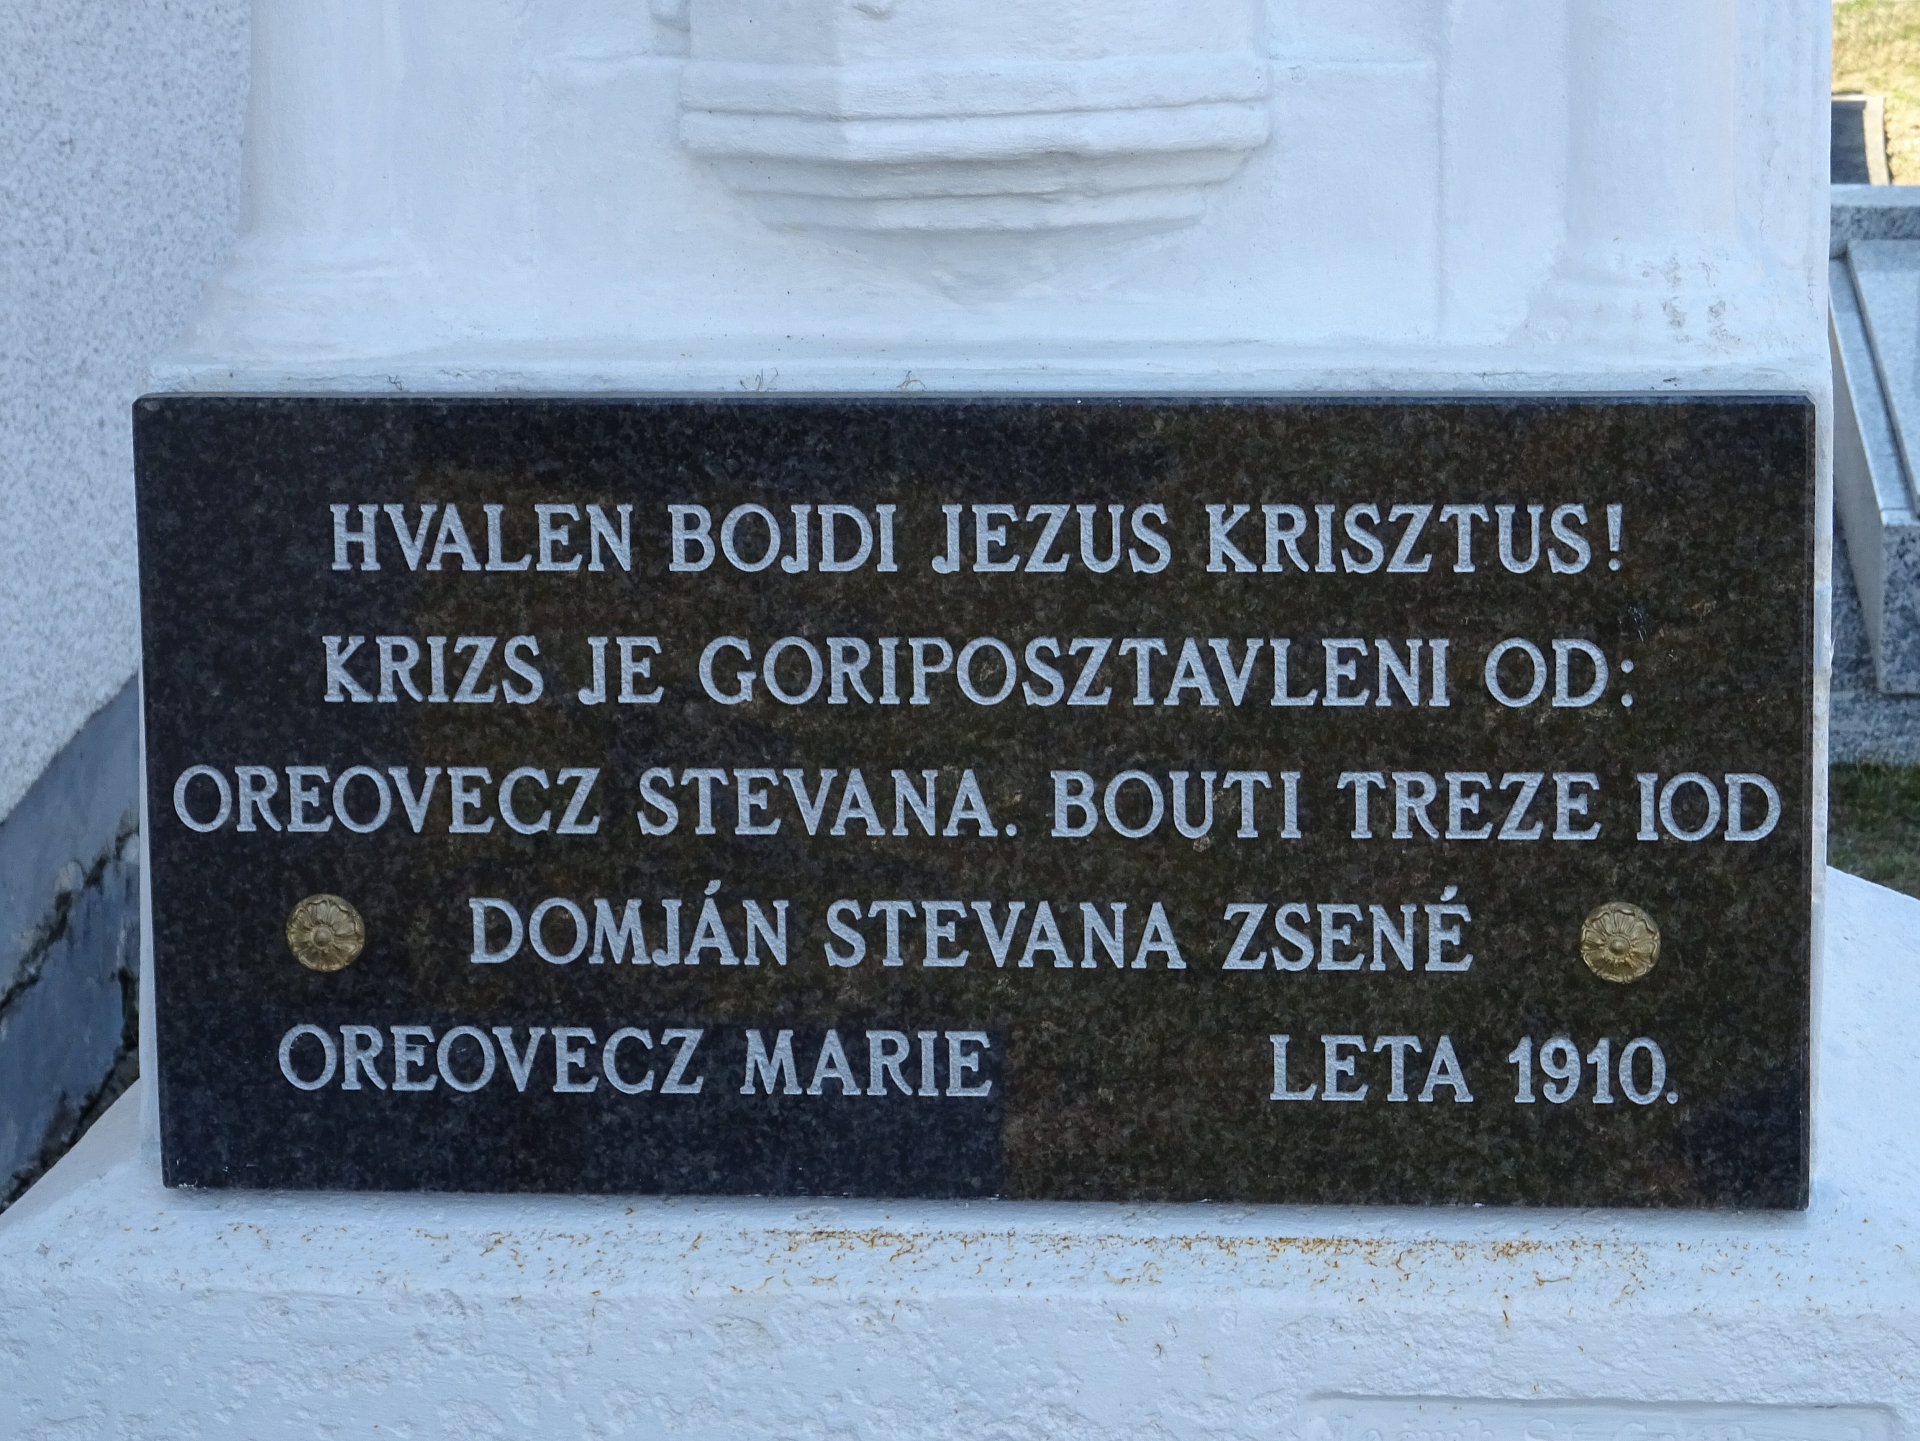 HVALEN BOJDI JEZUS KRISZTUS!
KRIZS JE GORIPOSZTAVLENI OD:
OREOVECZ STEVANA. BOUTI TREZE IOD
DOMJÁN STEVANA ZSENÉ
OREOVECZ MARIE LETA 1910.